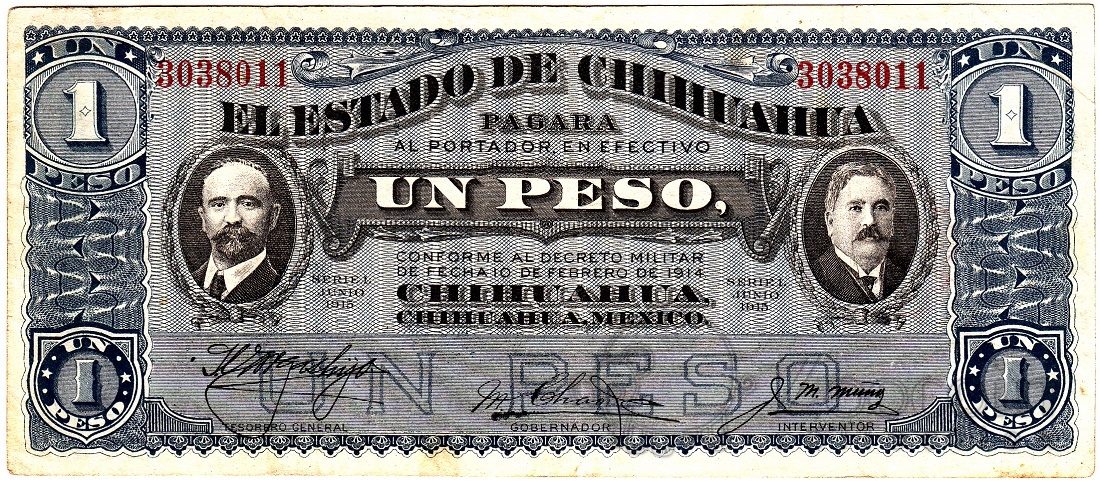 UN
1
PESO
3038011
3038011
UN
1
PESO
EL ESTADO DE CHIHUAHUA
PAGARA
AL PORTADOR EN EFECTIVO
UN PESO,
CONFORME AL DECRETO MILITAR
DE FECHA 10 DE FEBRERO DE 1914
CHIHUAHUA,
CHIHUAHUA, MEXICO.
SERIE I
JUNIO
1915
SERIE I
JUNIO
1915
UN PESO
UN
1
PESO
TESORERO GENERAL
GOBERNADOR
J. M. Muñiz
INTERVENTOR
UN
1
PESO